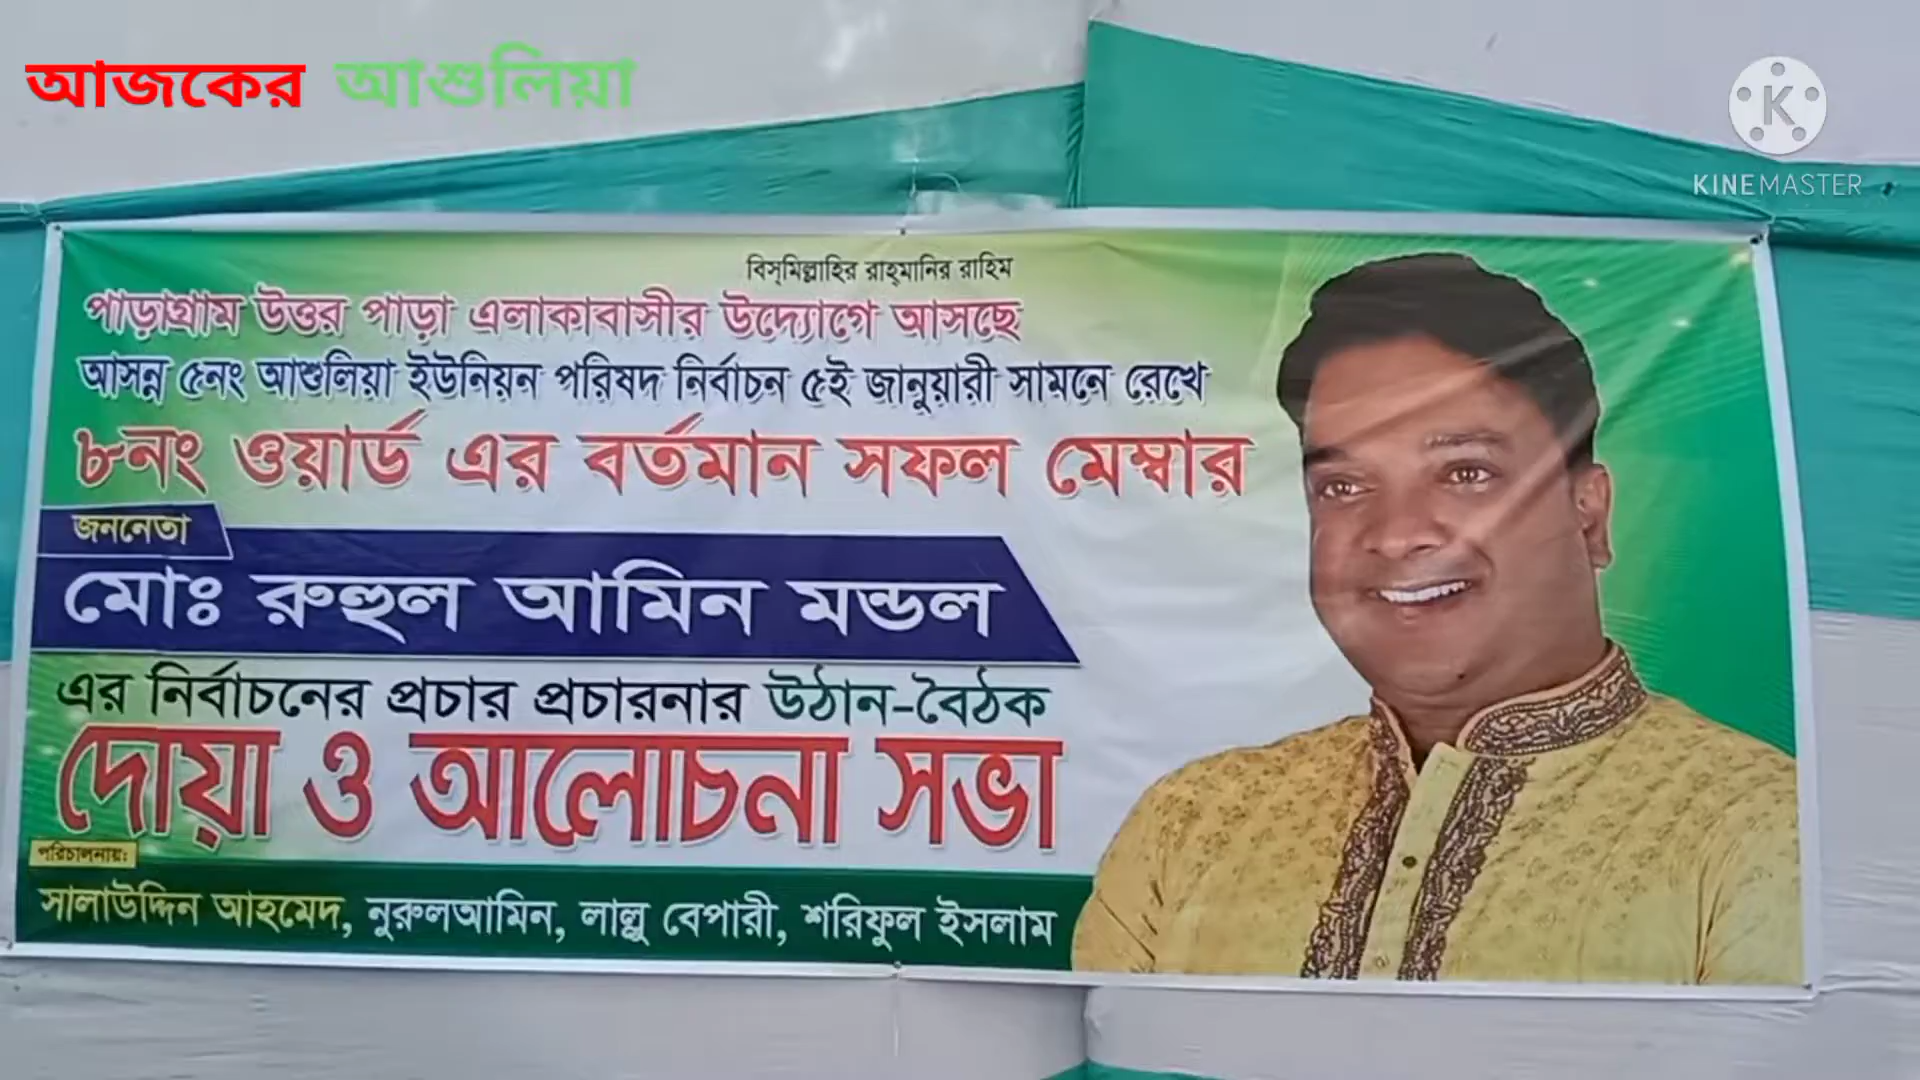 আজকের আশুলিয়া
KINEMASTER
বিস্‌মিল্লাহির রাহ্‌মানির রাহিম
পাড়াগ্রাম উত্তর পাড়া এলাকাবাসীর উদ্যোগে আসছে
আসন্ন ৫নং আশুলিয়া ইউনিয়ন পরিষদ নির্বাচন ৫ই জানুয়ারী সামনে রেখে
৮নং ওয়ার্ড এর বর্তমান সফল মেম্বার
জননেতা
মোঃ রুহুল আমিন মন্ডল
এর নির্বাচনের প্রচার প্রচারনার উঠান-বৈঠক
দোয়া ও আলোচনা সভা
পরিচালনায়ঃ
সালাউদ্দিন আহমেদ, নুরুলআমিন, লাল্লু বেপারী, শরিফুল ইসলাম